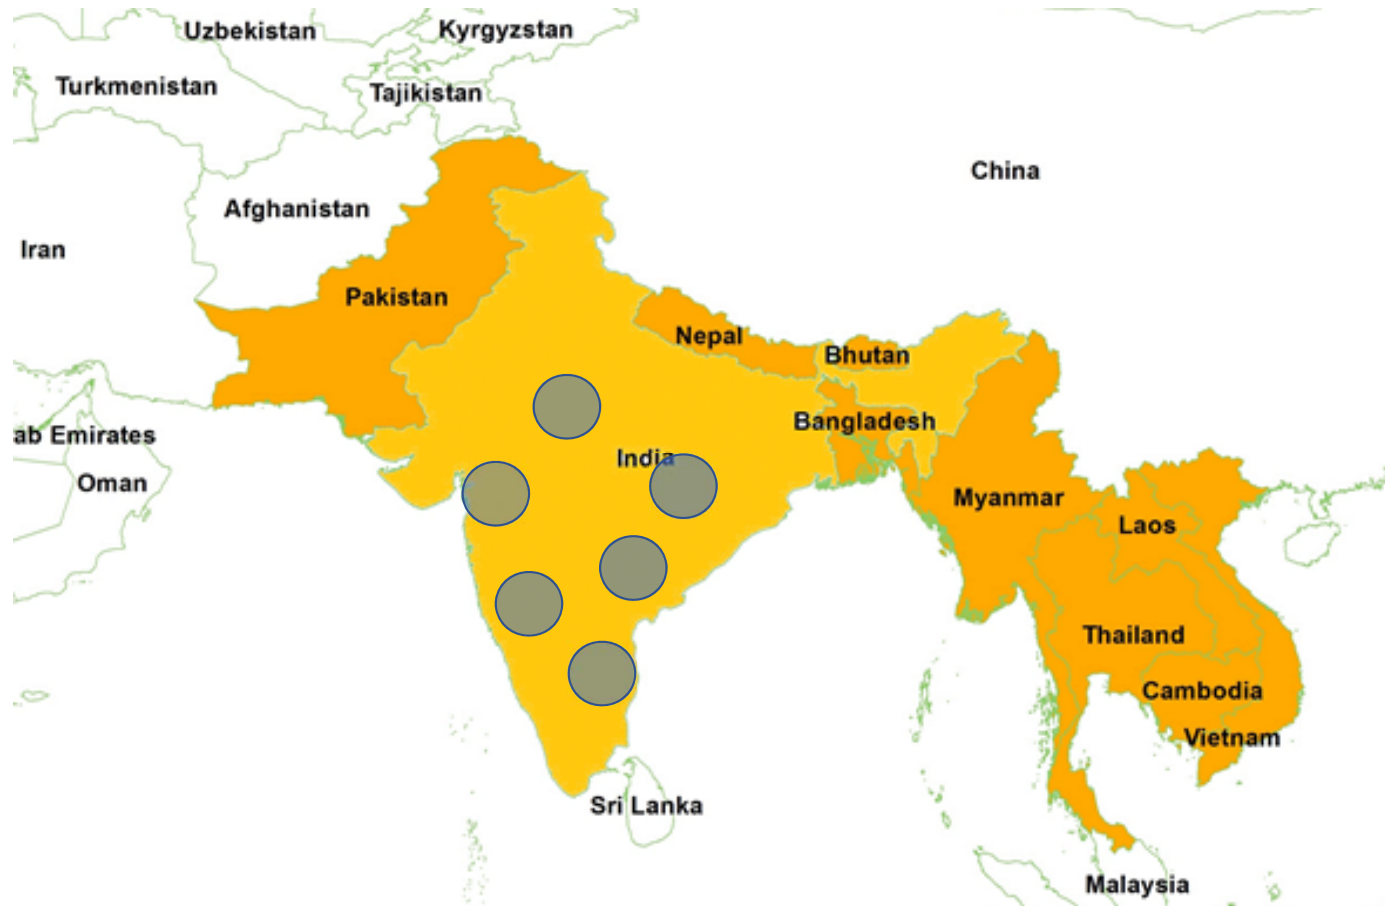 Uzbekistan
Kyrgyzstan
Turkmenistan
Tajikistan
China
Afghanistan
Iran
Pakistan
Nepal
Bhutan
Bangladesh
ab Emirates
India
Oman
Myanmar
Laos
Thailand
Cambodia
Vietnam
Sri Lanka
Malaysia